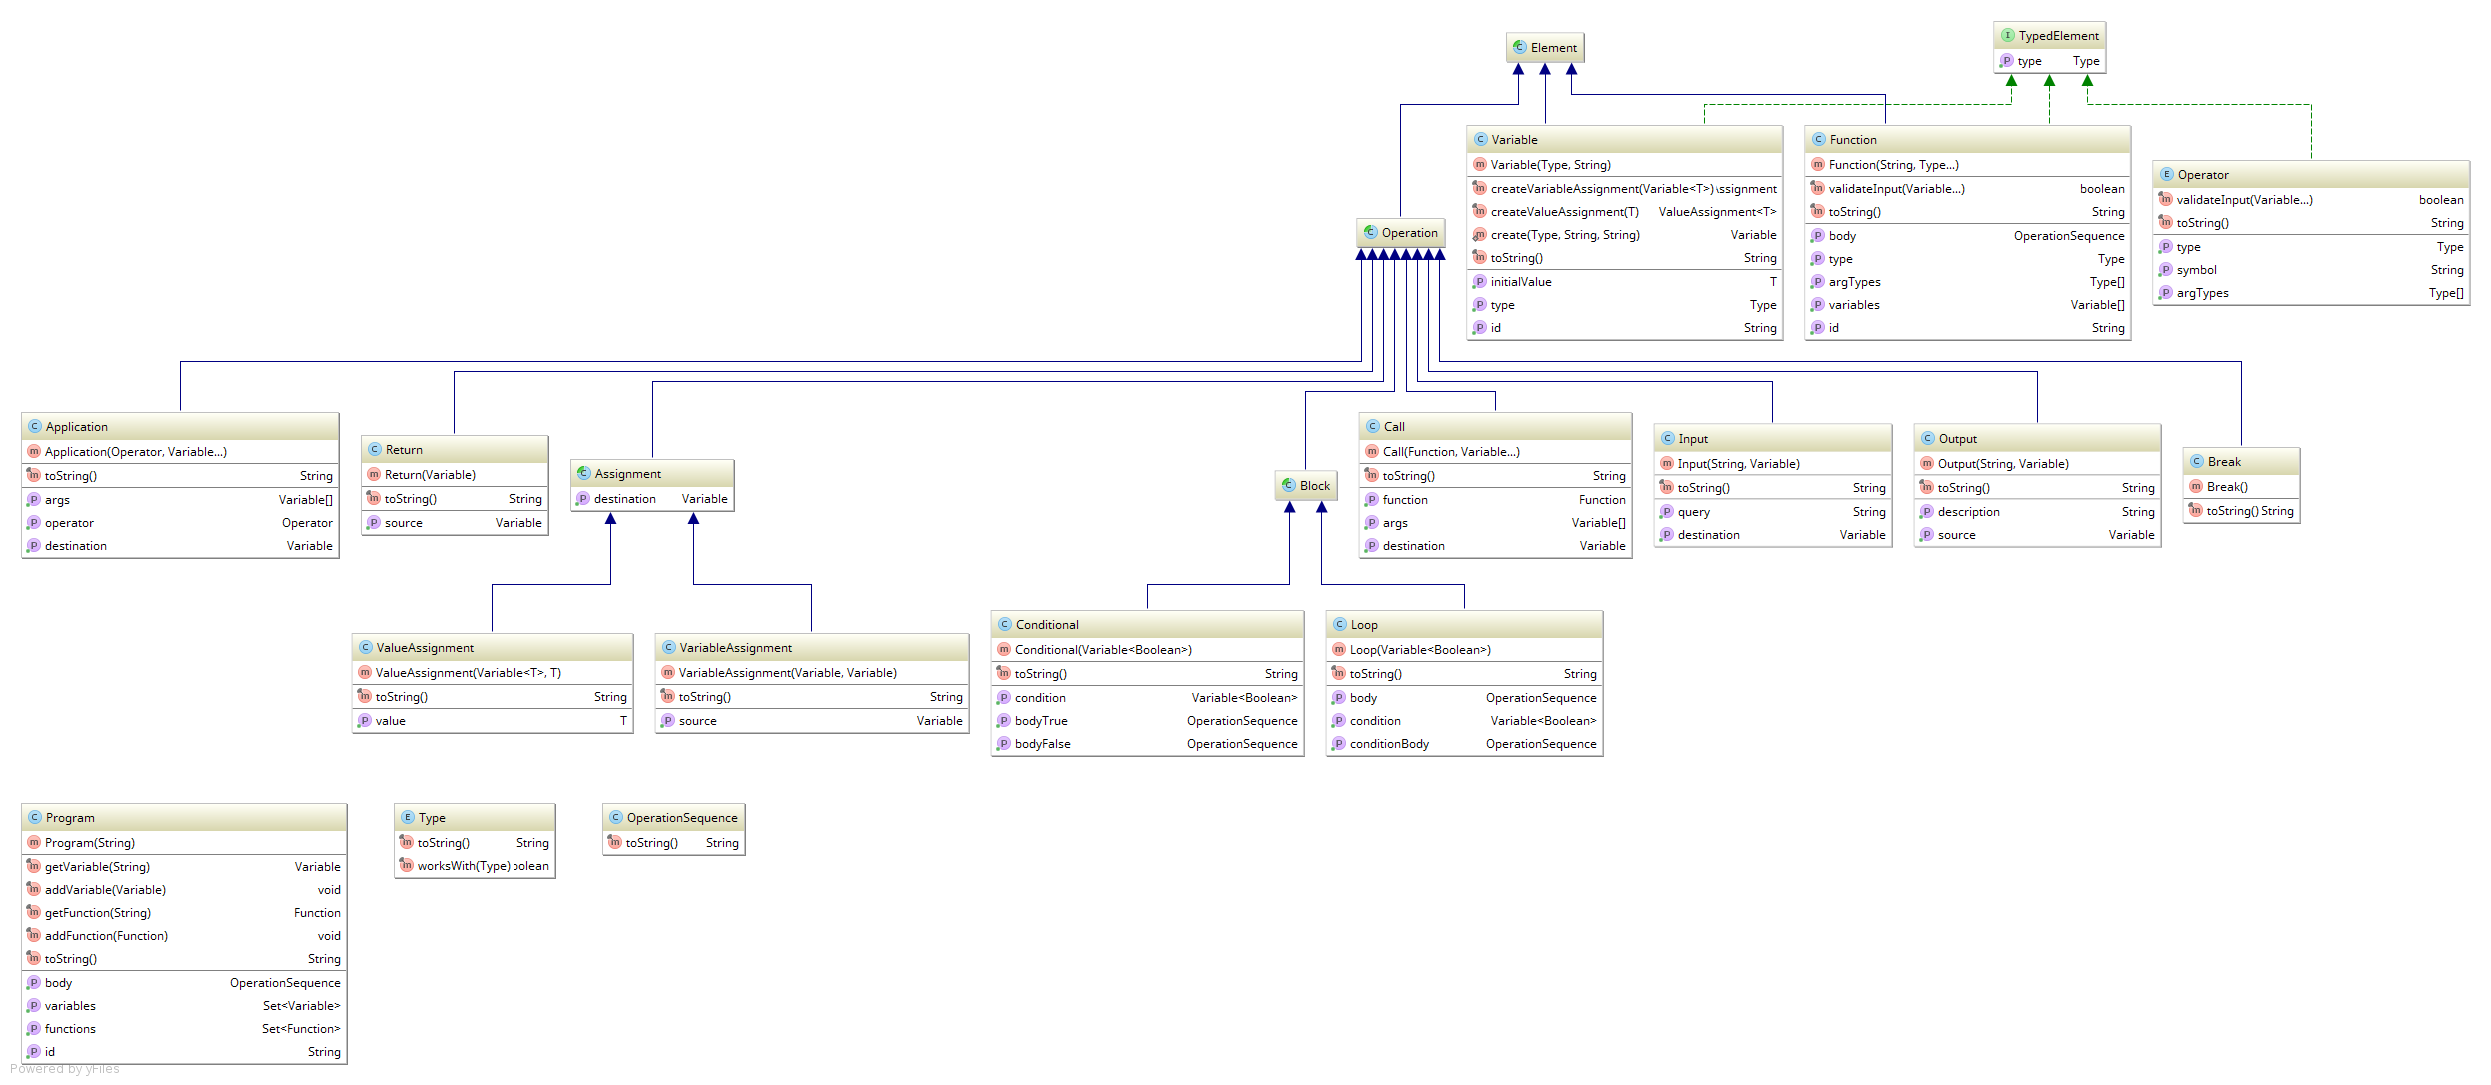 Element
TypedElement
type Type
Variable
Variable(Type, String)
createVariableAssignment(Variable<T>) ssignment
createValueAssignment(T) ValueAssignment<T>
create(Type, String, String) Variable
toString() String
initialValue T
type Type
id String
Function
Function(String, Type...)
validateInput(Variable...) boolean
toString() String
body OperationSequence
type Type
argTypes Type[]
variables Variable[]
id String
Operator
validateInput(Variable...) boolean
toString() String
type Type
symbol String
argTypes Type[]
Operation
Application
Application(Operator, Variable...)
toString() String
args Variable[]
operator Operator
destination Variable
Return
Return(Variable)
toString() String
source Variable
Assignment
destination Variable
Block
Call
Call(Function, Variable...)
toString() String
function Function
args Variable[]
destination Variable
Input
Input(String, Variable)
toString() String
query String
destination Variable
Output
Output(String, Variable)
toString() String
description String
source Variable
Break
Break()
toString() String
ValueAssignment
ValueAssignment(Variable<T>, T)
toString() String
value T
VariableAssignment
VariableAssignment(Variable, Variable)
toString() String
source Variable
Conditional
Conditional(Variable<Boolean>)
toString() String
condition Variable<Boolean>
bodyTrue OperationSequence
bodyFalse OperationSequence
Loop
Loop(Variable<Boolean>)
toString() String
body OperationSequence
condition Variable<Boolean>
conditionBody OperationSequence
Program
Program(String)
getVariable(String) Variable
addVariable(Variable) void
getFunction(String) Function
addFunction(Function) void
toString() String
body OperationSequence
variables Set<Variable>
functions Set<Function>
id String
Type
toString() String
worksWith(Type) olean
OperationSequence
toString() String
Powered by yFiles